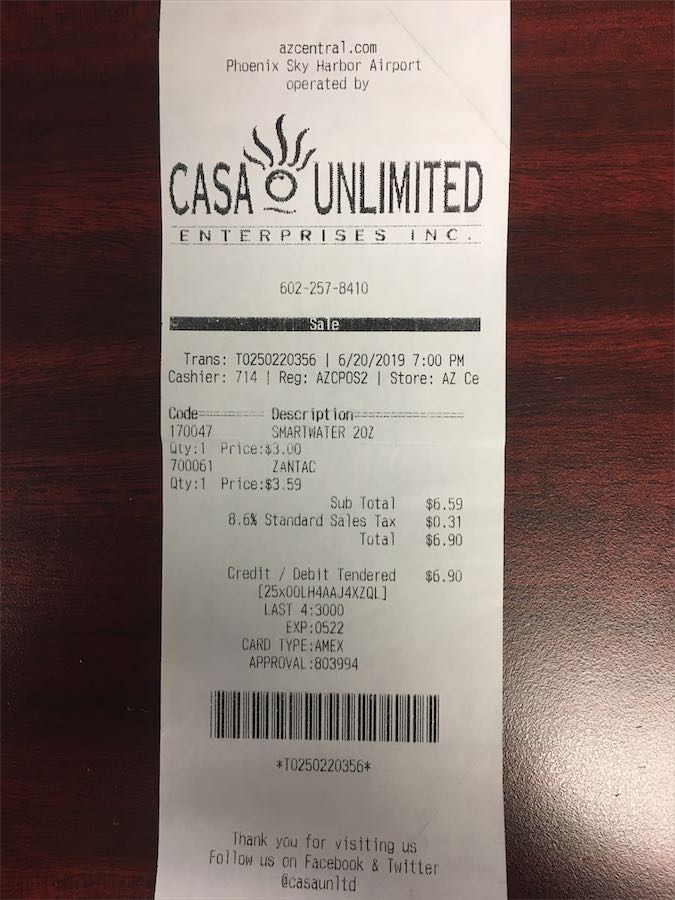 azcentral.com
Phoenix Sky Harbor Airport
operated by
CASA UNLIMITED
ENTERPRISES INC.
602-257-8410
Sale
Trans: T0250220356 | 6/20/2019 7:00 PM
Cashier: 714 | Reg: AZCPOS2 | Store: AZ Ce
Code Description
170047 SMARTWATER 20Z
Qty:1 Price:$3.00
700061 ZANTAC
Qty:1 Price:$3.59
Sub Total $6.59
8.6% Standard Sales Tax $0.31
Total $6.90
Credit / Debit Tendered $6.90
[25x00LH4AAJ4XZQL]
LAST 4:3000
EXP:0522
CARD TYPE:AMEX
APPROVAL:803994
*T0250220356*
Thank you for visiting us
Follow us on Facebook & Twitter
@casaunltd